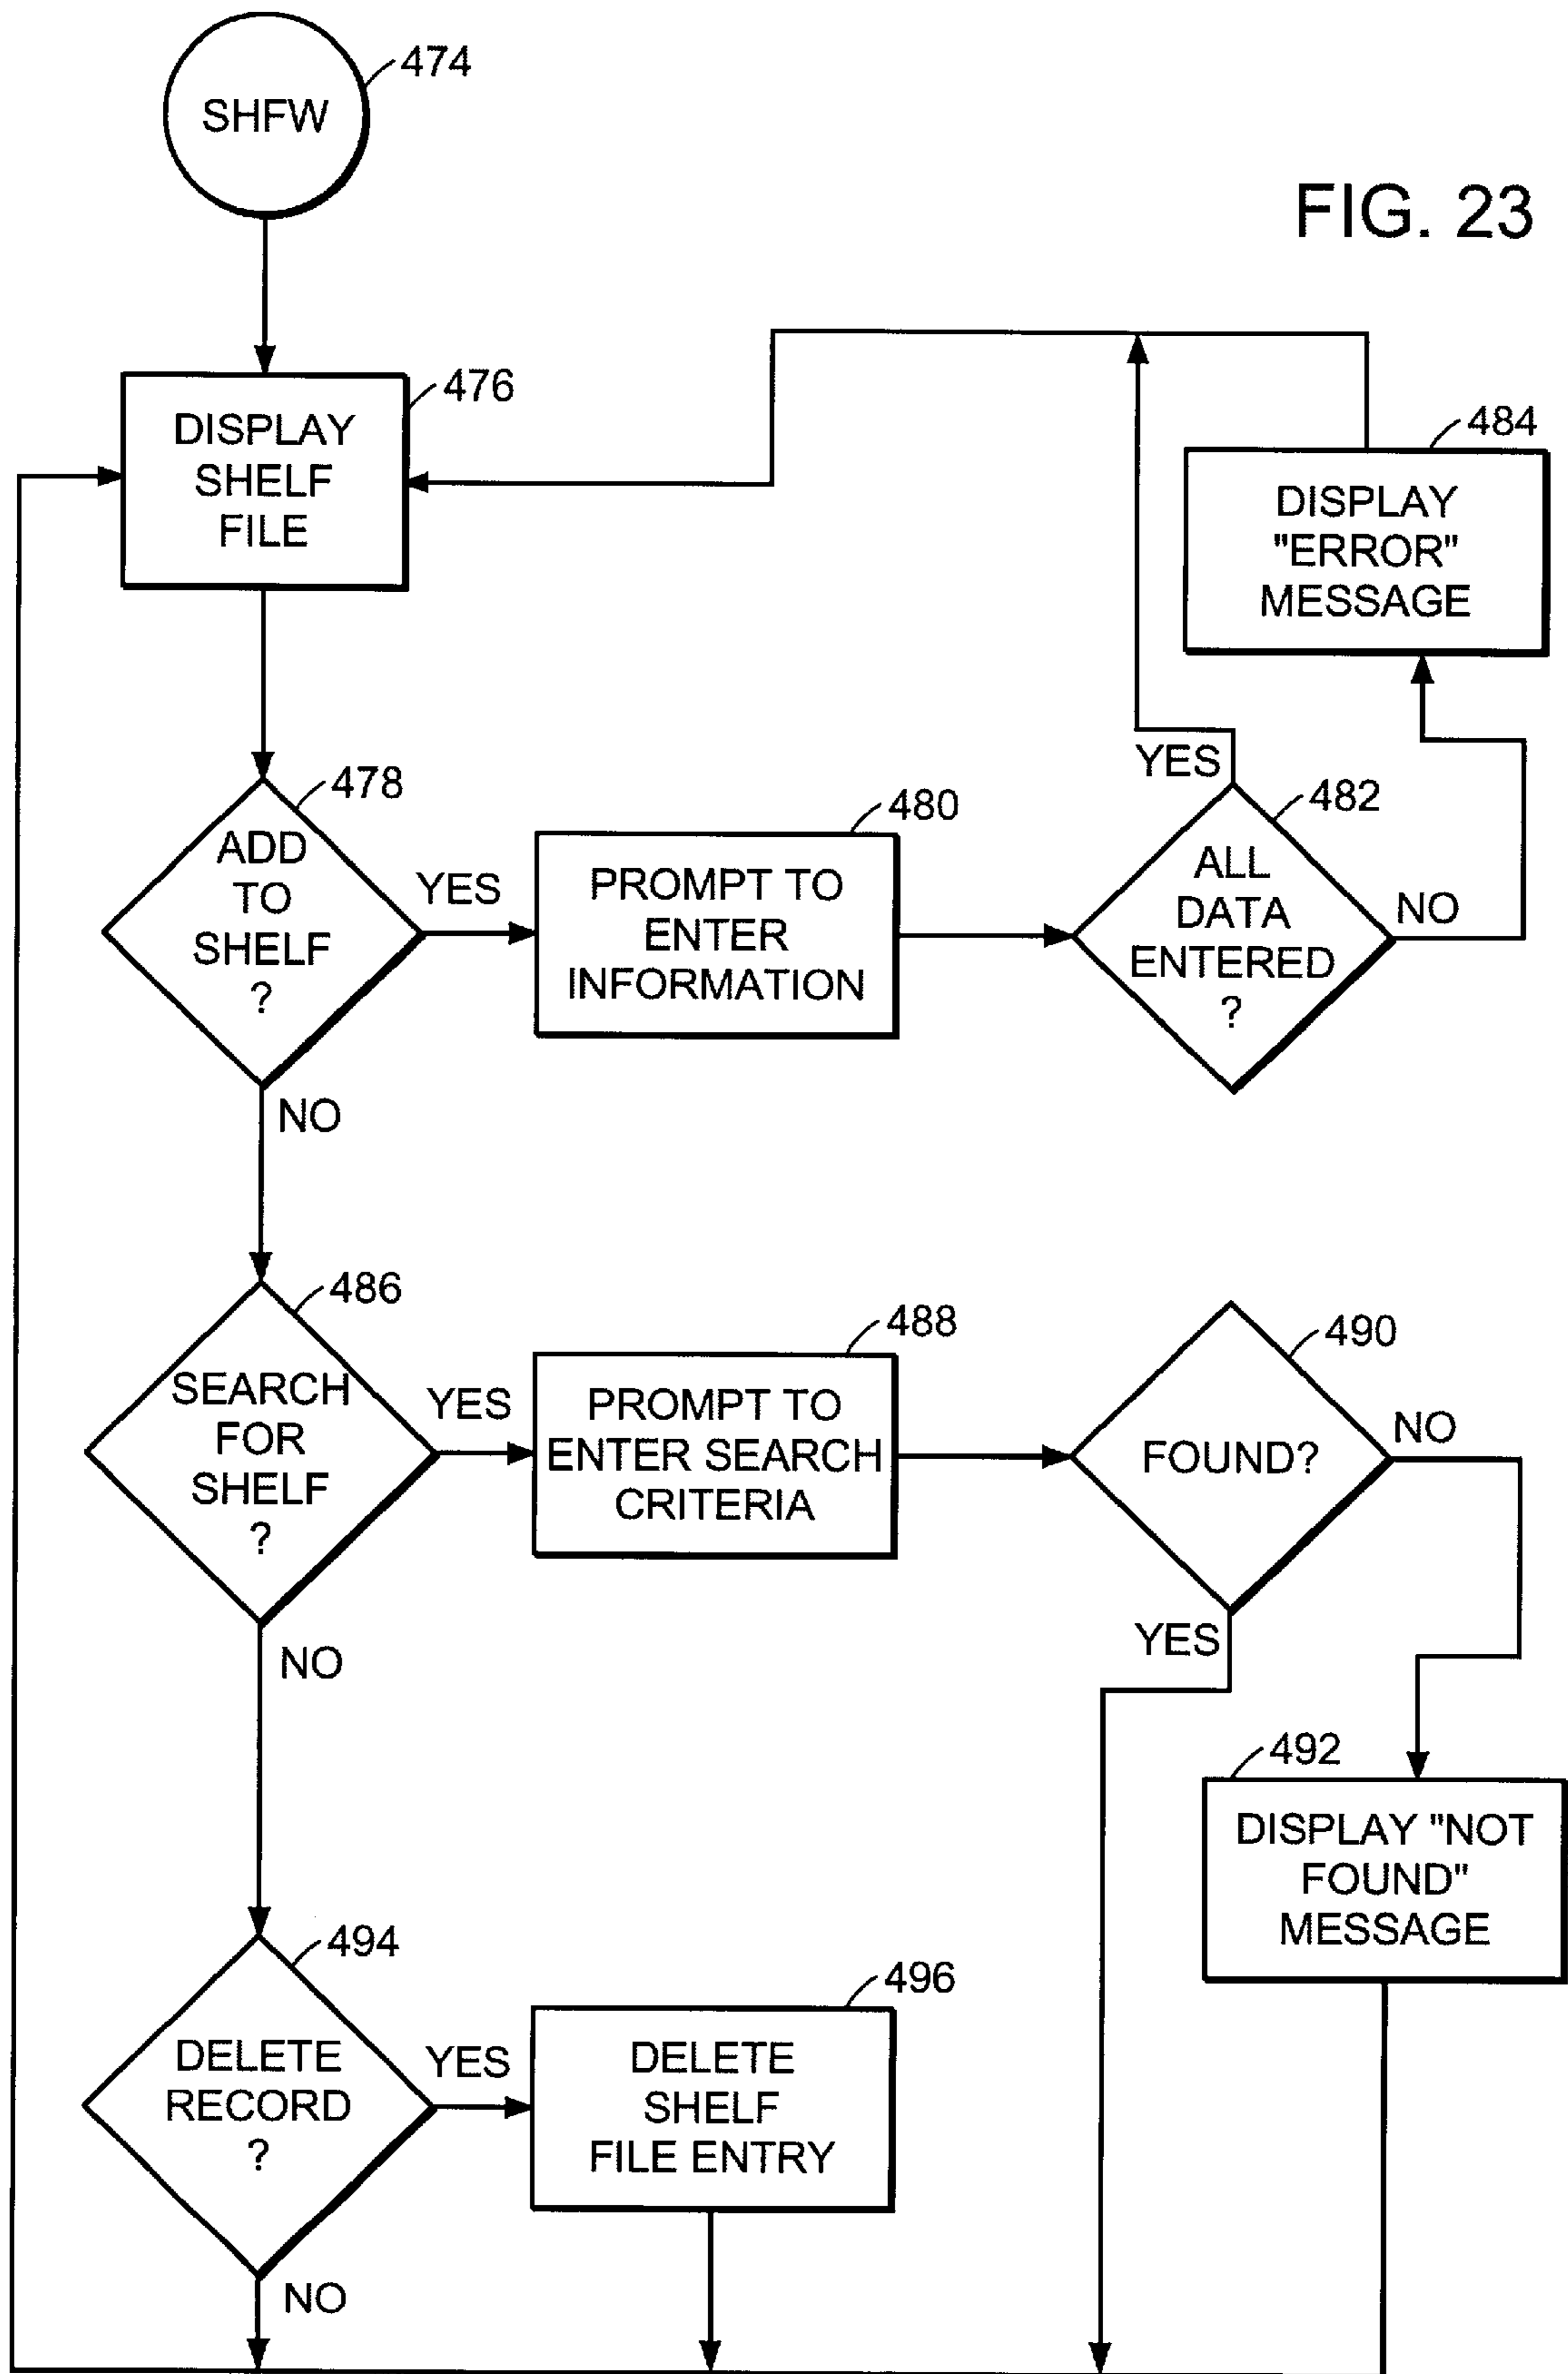 474
SHFW
FIG. 23
476
DISPLAY
SHELF
FILE
484
DISPLAY
"ERROR"
MESSAGE
478
ADD
TO
SHELF
?
YES
NO
480
PROMPT TO
ENTER
INFORMATION
YES
482
ALL
DATA
ENTERED
?
NO
486
SEARCH
FOR
SHELF
?
YES
NO
488
PROMPT TO
ENTER SEARCH
CRITERIA
490
FOUND?
NO
YES
492
DISPLAY "NOT
FOUND"
MESSAGE
494
DELETE
RECORD
?
YES
NO
496
DELETE
SHELF
FILE ENTRY